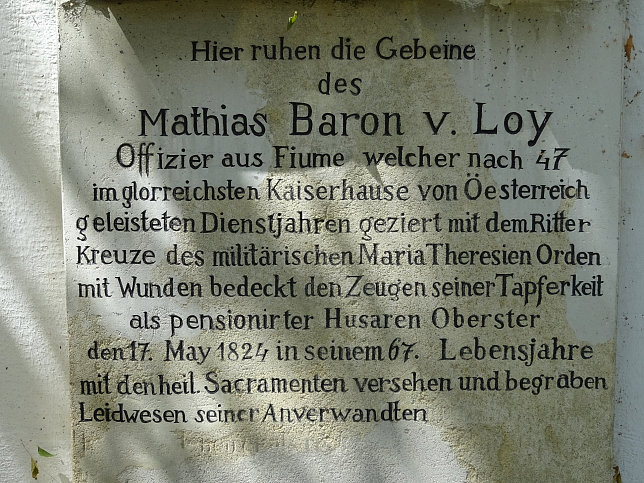 Hier ruhen die Gebeine
des
Mathias Baron v. Loy
Offizier aus Fiume welcher nach 47
im glorreichsten Kaiserhause von Öesterreich
geleisteten Dienstjahren geziert mit dem Ritter
Kreuze des militärischen Maria Theresien Orden
mit Wunden bedeckt den Zeugen seiner Tapferkeit
als pensionirter Husaren Oberster
den 17. May 1824 in seinem 67. Lebensjahre
mit den heil. Sacramenten versehen und begraben
Leidwesen seiner Anverwandten